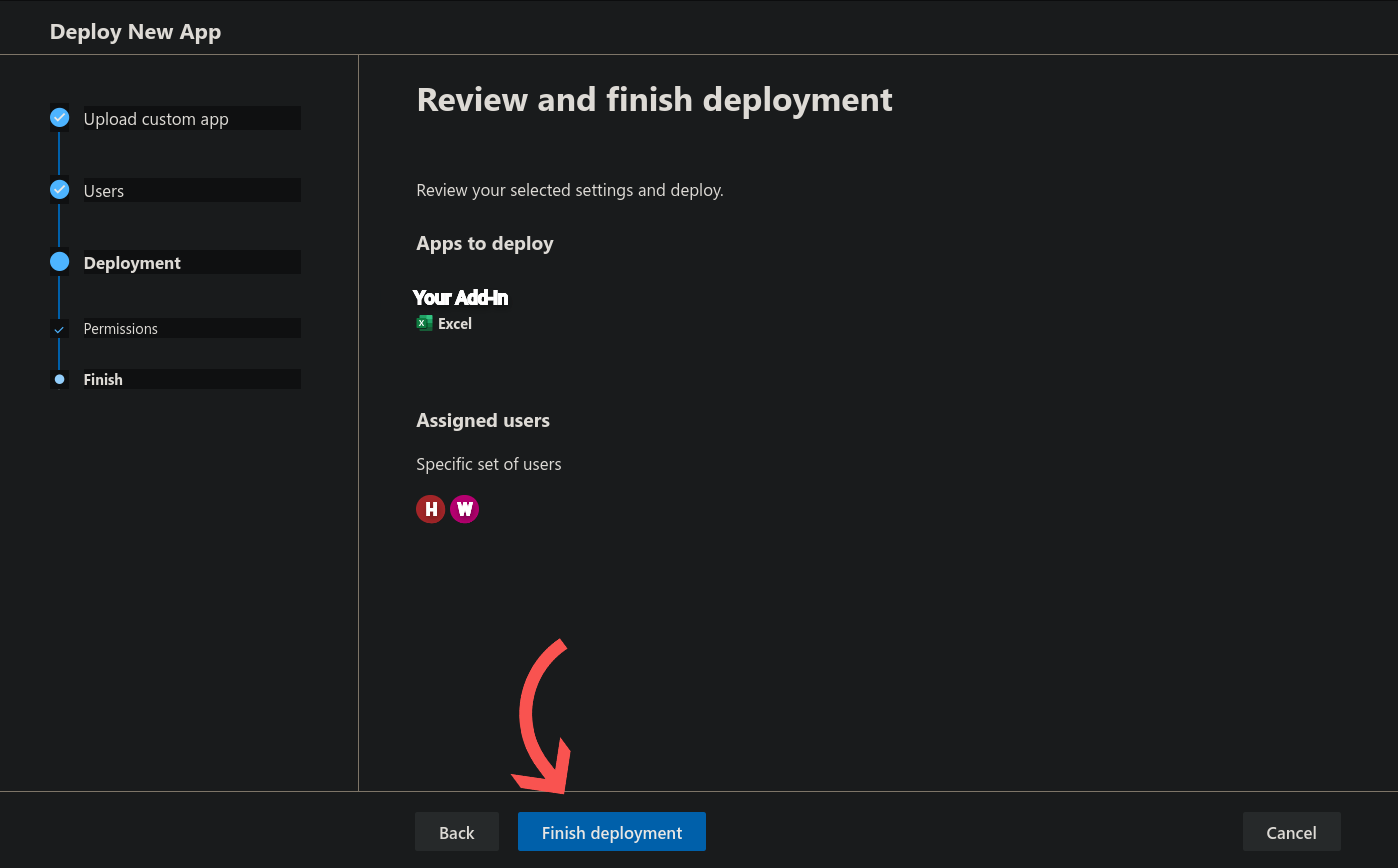 Deploy New App
Upload custom app
Users
Deployment
Permissions
Finish
Review and finish deployment
Review your selected settings and deploy.
Apps to deploy
Your Add-In
Excel
Assigned users
Specific set of users
H W
Back
Finish deployment
Cancel